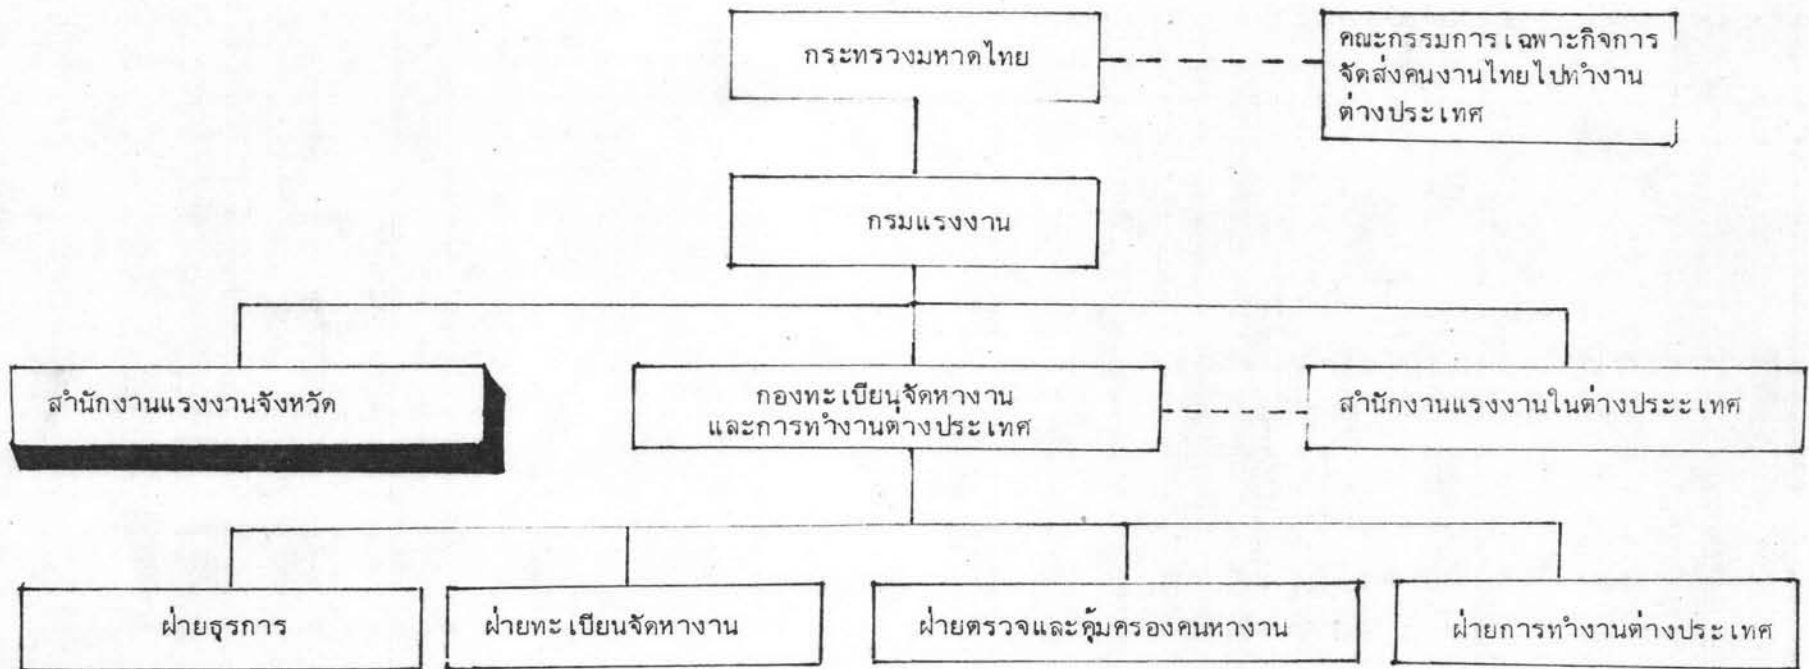 กระทรวงมหาดไทย
คณะกรรมการเฉพาะกิจการ
จัดส่งคนงานไทยไปทำงาน
ต่างประเทศ
กรมแรงงาน
สำนักงานแรงงานจังหวัด
กองทะเบียนจัดหางาน
และการทำงานต่างประเทศ
สำนักงานแรงงานในต่างประะเทศ
ฝ่ายธุรการ
ฝ่ายทะเบียนจัดหางาน
ฝ่ายตรวจและคุ้มครองคนหางาน
ฝ่ายการทำงานต่างประเทศ